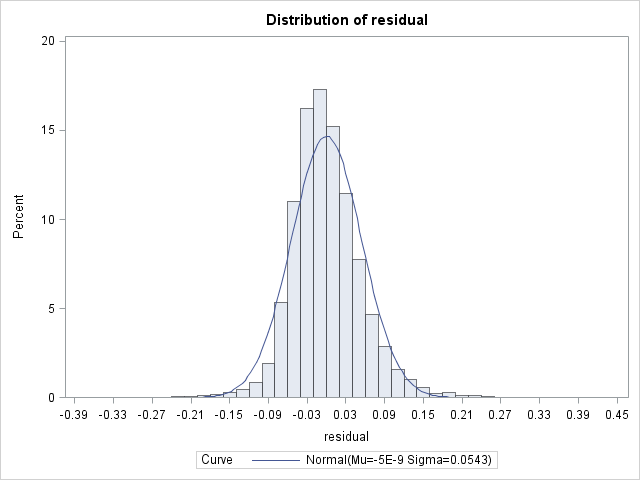 Distribution of residual
20
15
10
5
0
Percent
-0.39 -0.33 -0.27 -0.21 -0.15 -0.09 -0.03 0.03 0.09 0.15 0.21 0.27 0.33 0.39 0.45
residual
Curve Normal(Mu=-5E-9 Sigma=0.0543)